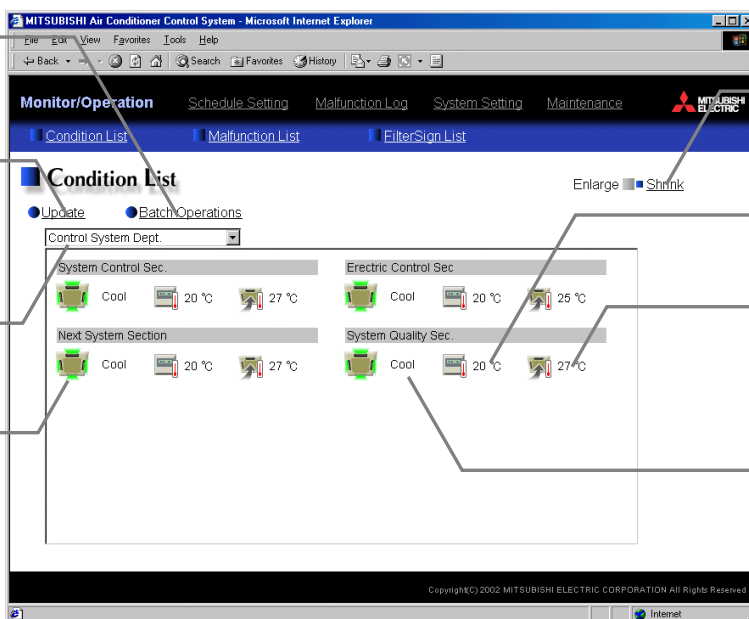 MITSUBISHI Air Conditioner Control System - Microsoft Internet Explorer
File Edit View Favorites Tools Help
Back Search Favorites History
Monitor/Operation Schedule Setting Malfunction Log System Setting Maintenance MITSUBISHI ELECTRIC
Condition List Malfunction List FilterSign List
Condition List
Enlarge Shrink
Update Batch Operations
Control System Dept.
System Control Sec. Erectric Control Sec
Cool 20 °C 27 °C Cool 20 °C 25 °C
Next System Section System Quality Sec.
Cool 20 °C 27 °C Cool 20 °C 27 °C
Copyright(C) 2002 MITSUBISHI ELECTRIC CORPORATION All Rights Reserved
Internet